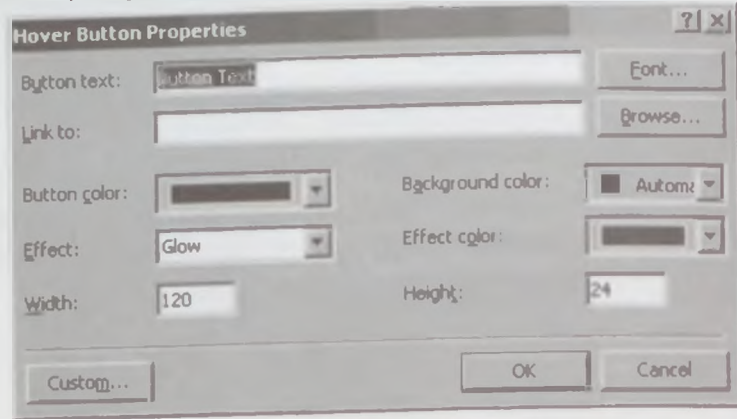 Hover Button Properties ? ×
Button text: Button Text Font...
Link to: Browse...
Button color: Background color: Automa
Effect: Glow Effect color:
Width: 120 Height: 24
Custom... OK Cancel